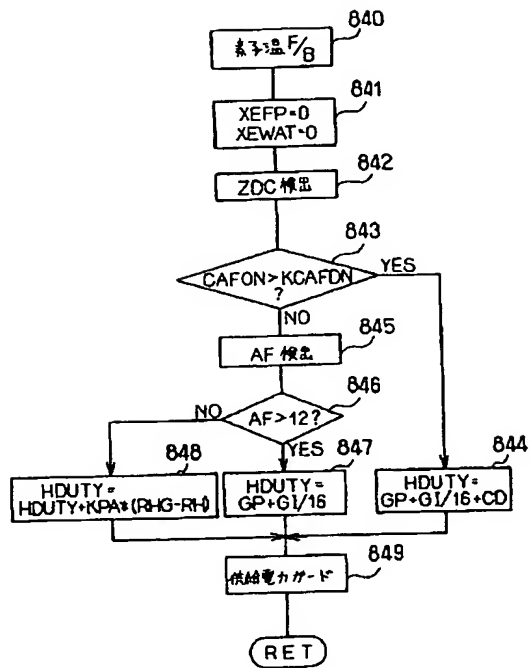 840
素子温 F/B
841
XEFP=0
XEWAT=0
842
ZDC 検出
843
CAFON>KCAFDN
?
YES
NO
845
AF 検出
846
AF>12?
NO
YES
848
HDUTY=
HDUTY+KPA*(RHG-RH)
847
HDUTY=
GP+GI/16
844
HDUTY=
GP+GI/16+CD
849
供給電力ガード
RET